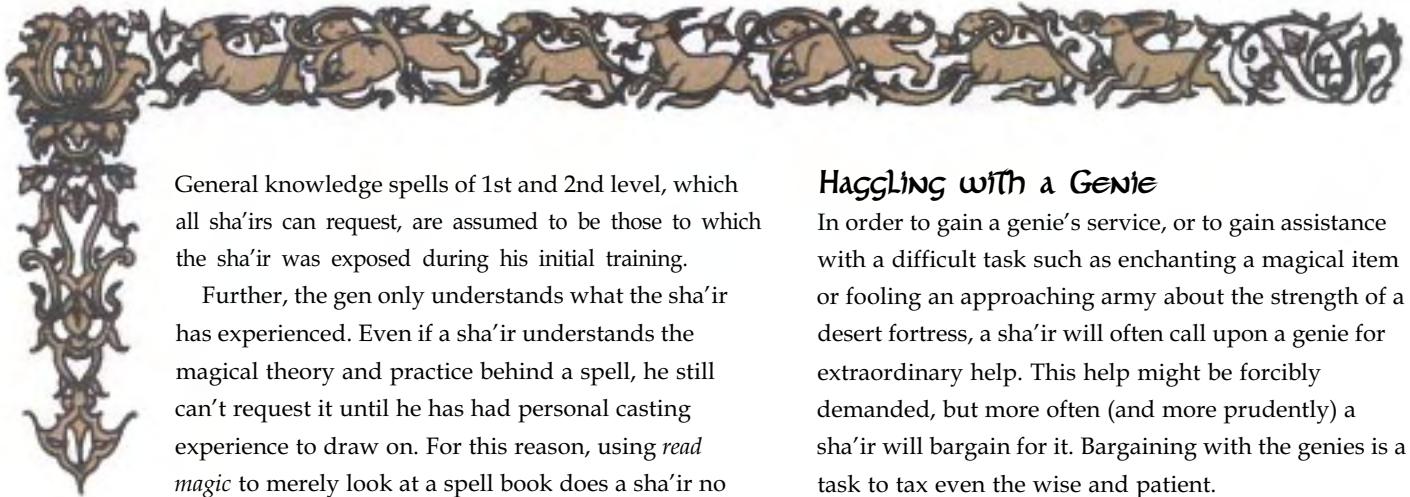 General knowledge spells of 1st and 2nd level, which
all sha’irs can request, are assumed to be those to which
the sha’ir was exposed during his initial training.
Further, the gen only understands what the sha’ir
has experienced. Even if a sha’ir understands the
magical theory and practice behind a spell, he still
can’t request it until he has had personal casting
experience to draw on. For this reason, using read
magic to merely look at a spell book does a sha’ir no
Haggling with a Genie
In order to gain a genie’s service, or to gain assistance
with a difficult task such as enchanting a magical item
or fooling an approaching army about the strength of a
desert fortress, a sha’ir will often call upon a genie for
extraordinary help. This help might be forcibly
demanded, but more often (and more prudently) a
sha’ir will bargain for it. Bargaining with the genies is a
task to tax even the wise and patient.